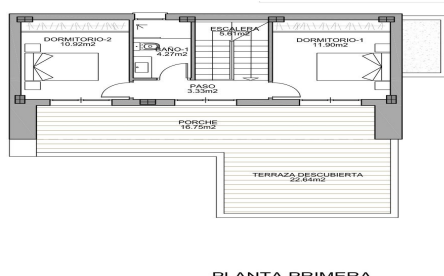 ESCALERA
5.61m2
DORMITORIO-2
10.92m2
BAÑO-1
4.27m2
DORMITORIO-1
11.90m2
PASO
3.33m2
PORCHE
16.75m2
TERRAZA DESCUBIERTA
22.64m2
PLANTA PRIMERA